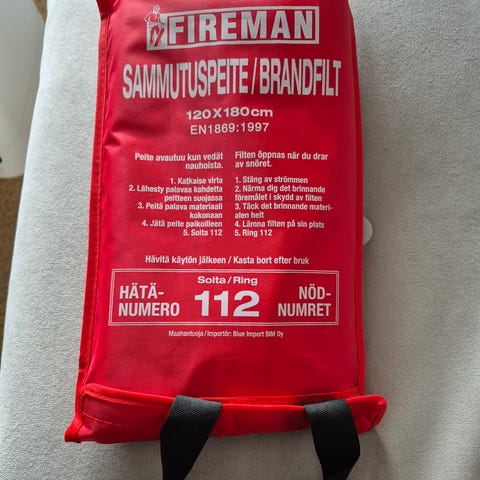 FIREMAN
SAMMUTUSPEITE / BRANDFILT
120X180cm
EN1869:1997
Peite avautuu kun vedät
nauhoista.
1. Katkaise virta
2. Lähesty palavaa kohdetta
peitteen suojassa
3. Peitä palava materiaali
kokonaan
4. Jätä peite paikoilleen
5. Soita 112
Filten öppnas när du drar
av snöret.
1. Stäng av strömmen
2. Närma dig det brinnande
föremålet i skydd av filten
3. Täck det brinnande materi-
alen helt
4. Lämna filten på sin plats
5. Ring 112
Hävitä käytön jälkeen / Kasta bort efter bruk
HÄTÄ-
NUMERO
Soita / Ring
112
NÖD-
NUMRET
Maahantuoja / Importör: Blue Import BIM Oy